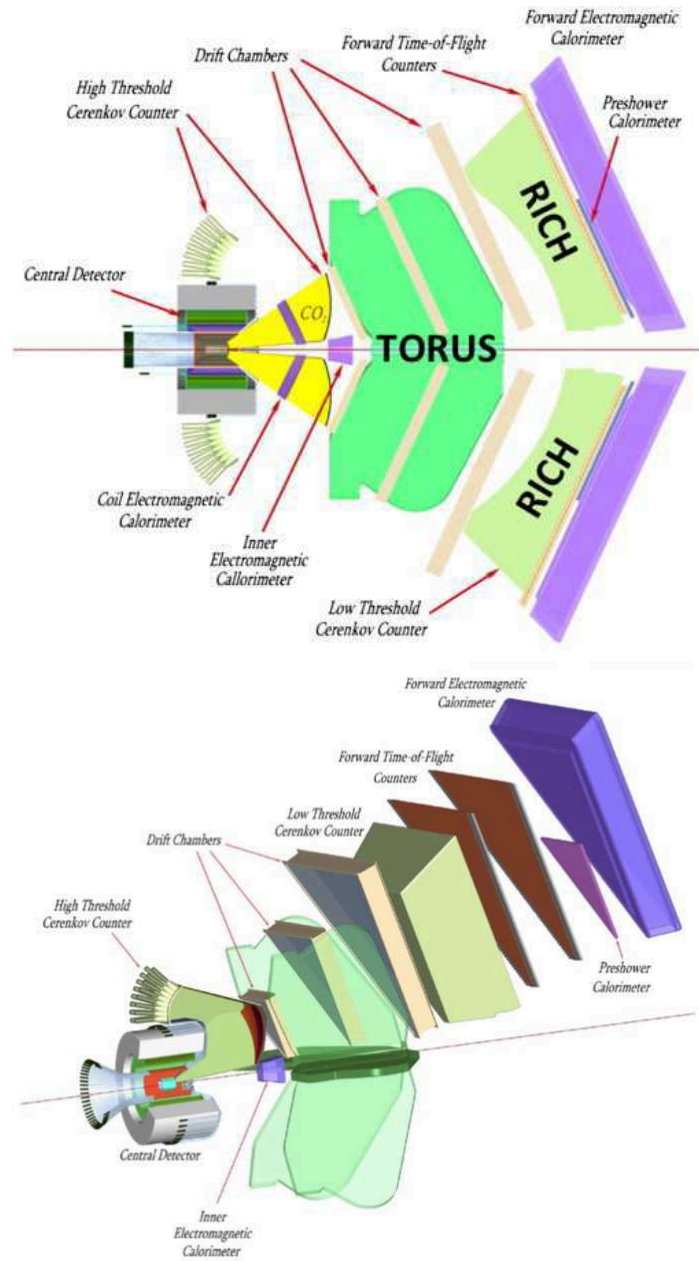 Forward Electromagnetic
Calorimeter
Forward Time-of-Flight
Counters
Drift Chambers
High Threshold
Cerenkov Counter
Preshower
Calorimeter
RICH
Central Detector
CO₂
TORUS
RICH
Coil Electromagnetic
Calorimeter
Inner
Electromagnetic
Callorimeter
Low Threshold
Cerenkov Counter
Forward Electromagnetic
Calorimeter
Forward Time-of-Flight
Counters
Low Threshold
Cerenkov Counter
Drift Chambers
High Threshold
Cerenkov Counter
Preshower
Calorimeter
Central Detector
Inner
Electromagnetic
Calorimeter